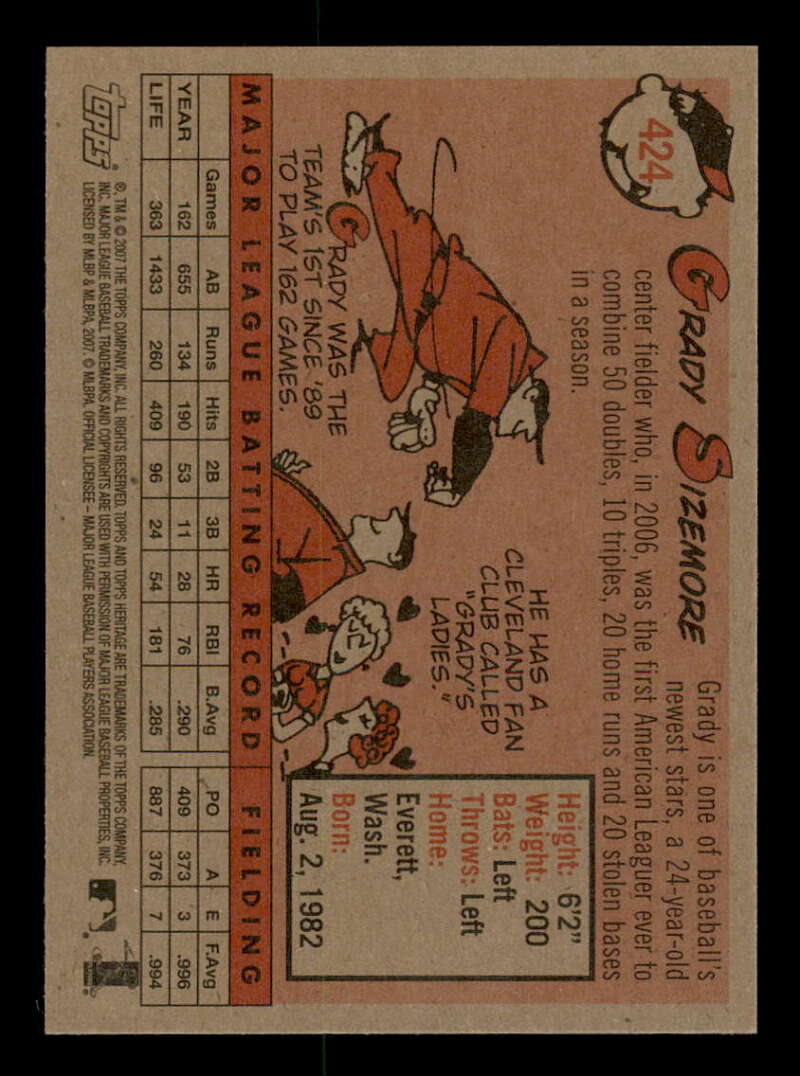 424
GRADY SIZEMORE
Grady is one of baseball's
newest stars, a 24-year-old
center fielder who, in 2006, was the first American Leaguer ever to
combine 50 doubles, 10 triples, 20 home runs and 20 stolen bases
in a season.
GRADY WAS THE
TEAM'S 1ST SINCE '89
TO PLAY 162 GAMES.
HE HAS A
CLEVELAND FAN
CLUB CALLED
"GRADY'S
LADIES."
Height: 6'2"
Weight: 200
Bats: Left
Throws: Left
Home:
Everett,
Wash.
Born:
Aug. 2, 1982
MAJOR LEAGUE BATTING RECORD FIELDING
Games AB Runs Hits 2B 3B HR RBI B.Avg PO A E F.Avg
YEAR 162 655 134 190 53 11 28 76 .290 409 373 3 .996
LIFE 363 1433 260 409 96 24 54 181 .285 887 376 7 .994
Topps®
®, TM & © 2007 THE TOPPS COMPANY, INC. ALL RIGHTS RESERVED. TOPPS AND TOPPS HERITAGE ARE TRADEMARKS OF THE TOPPS COMPANY,
INC. MAJOR LEAGUE BASEBALL TRADEMARKS AND COPYRIGHTS ARE USED WITH PERMISSION OF MAJOR LEAGUE BASEBALL PROPERTIES, INC.
LICENSED BY MLBP & MLBPA, 2007. © MLBPA. OFFICIAL LICENSEE – MAJOR LEAGUE BASEBALL PLAYERS ASSOCIATION.